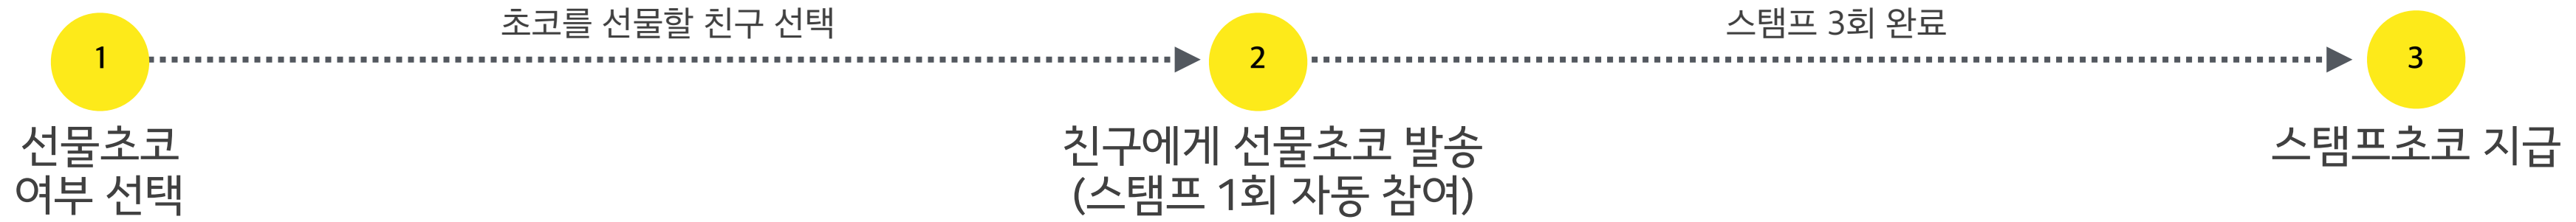 초코를 선물할 친구 선택
스탬프 3회 완료
1
2
3
선물초코
여부 선택
친구에게 선물초코 발송
(스탬프 1회 자동 참여)
스탬프초코 지급